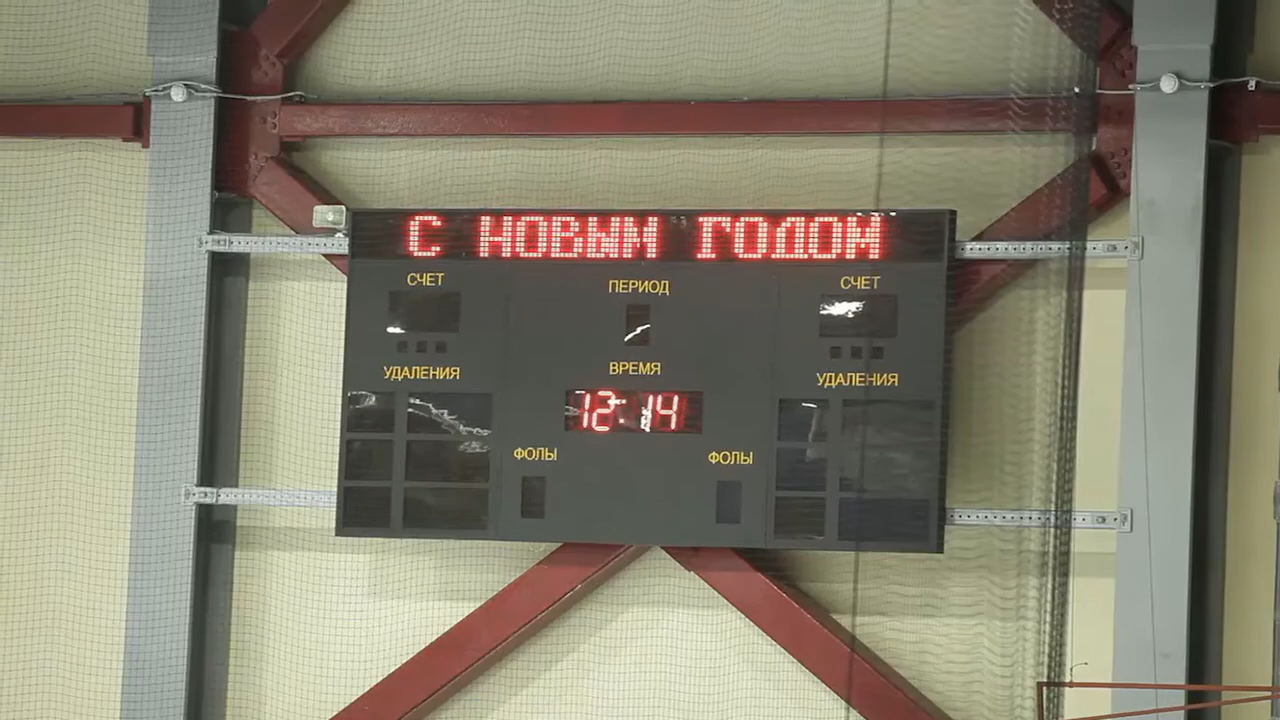 С НОВЫМ ГОДОМ
СЧЕТ ПЕРИОД СЧЕТ
УДАЛЕНИЯ ВРЕМЯ УДАЛЕНИЯ
12:14
ФОЛЫ ФОЛЫ